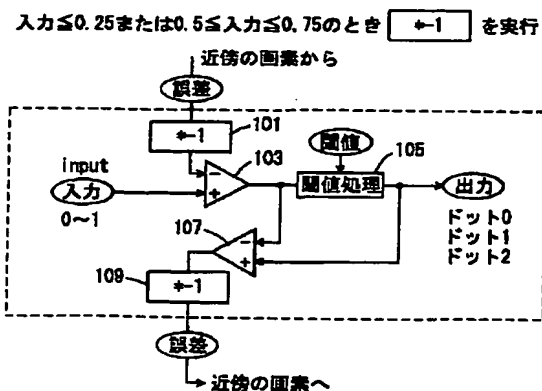 入力≦0.25または0.5≦入力≦0.75のとき *-1 を実行
近傍の画素から
誤差
*-1
101
閾値
103
105
input
入力
0〜1
-
+
閾値処理
出力
ドット0
ドット1
ドット2
107
-
+
109
*-1
誤差
近傍の画素へ